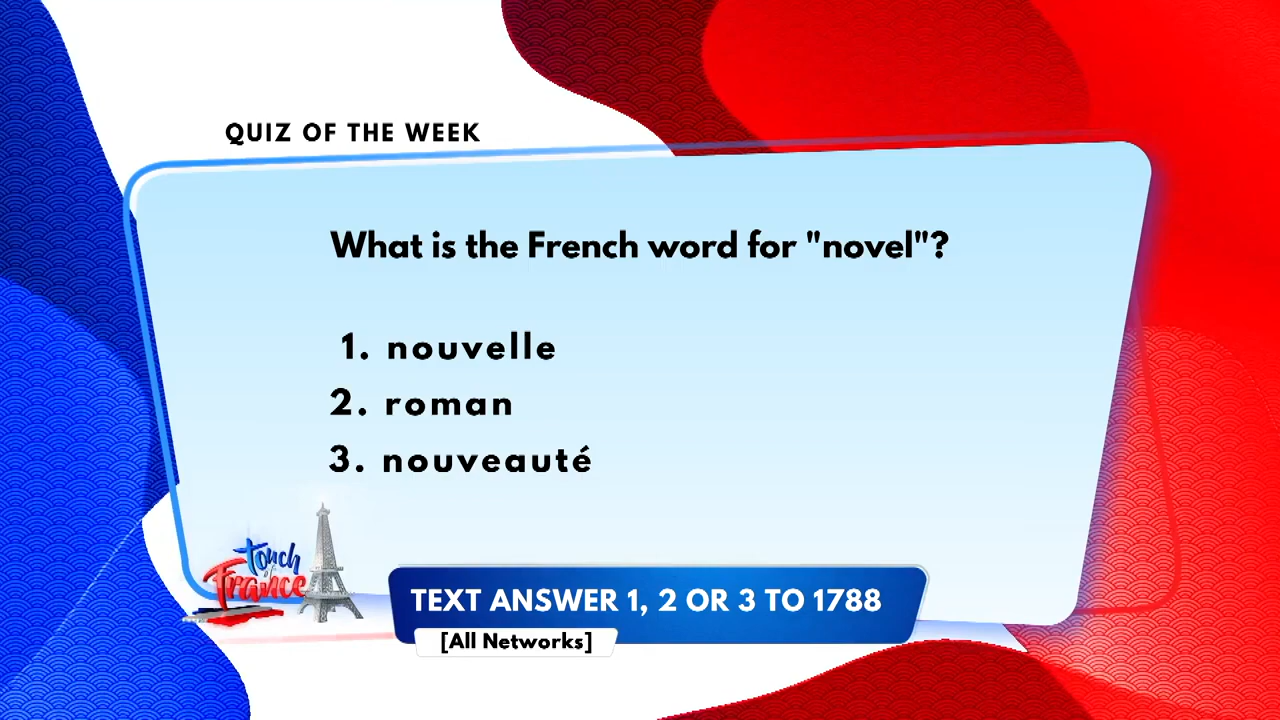 QUIZ OF THE WEEK
What is the French word for "novel"?
1. nouvelle
2. roman
3. nouveauté
touch
of
France
TEXT ANSWER 1, 2 OR 3 TO 1788
[All Networks]